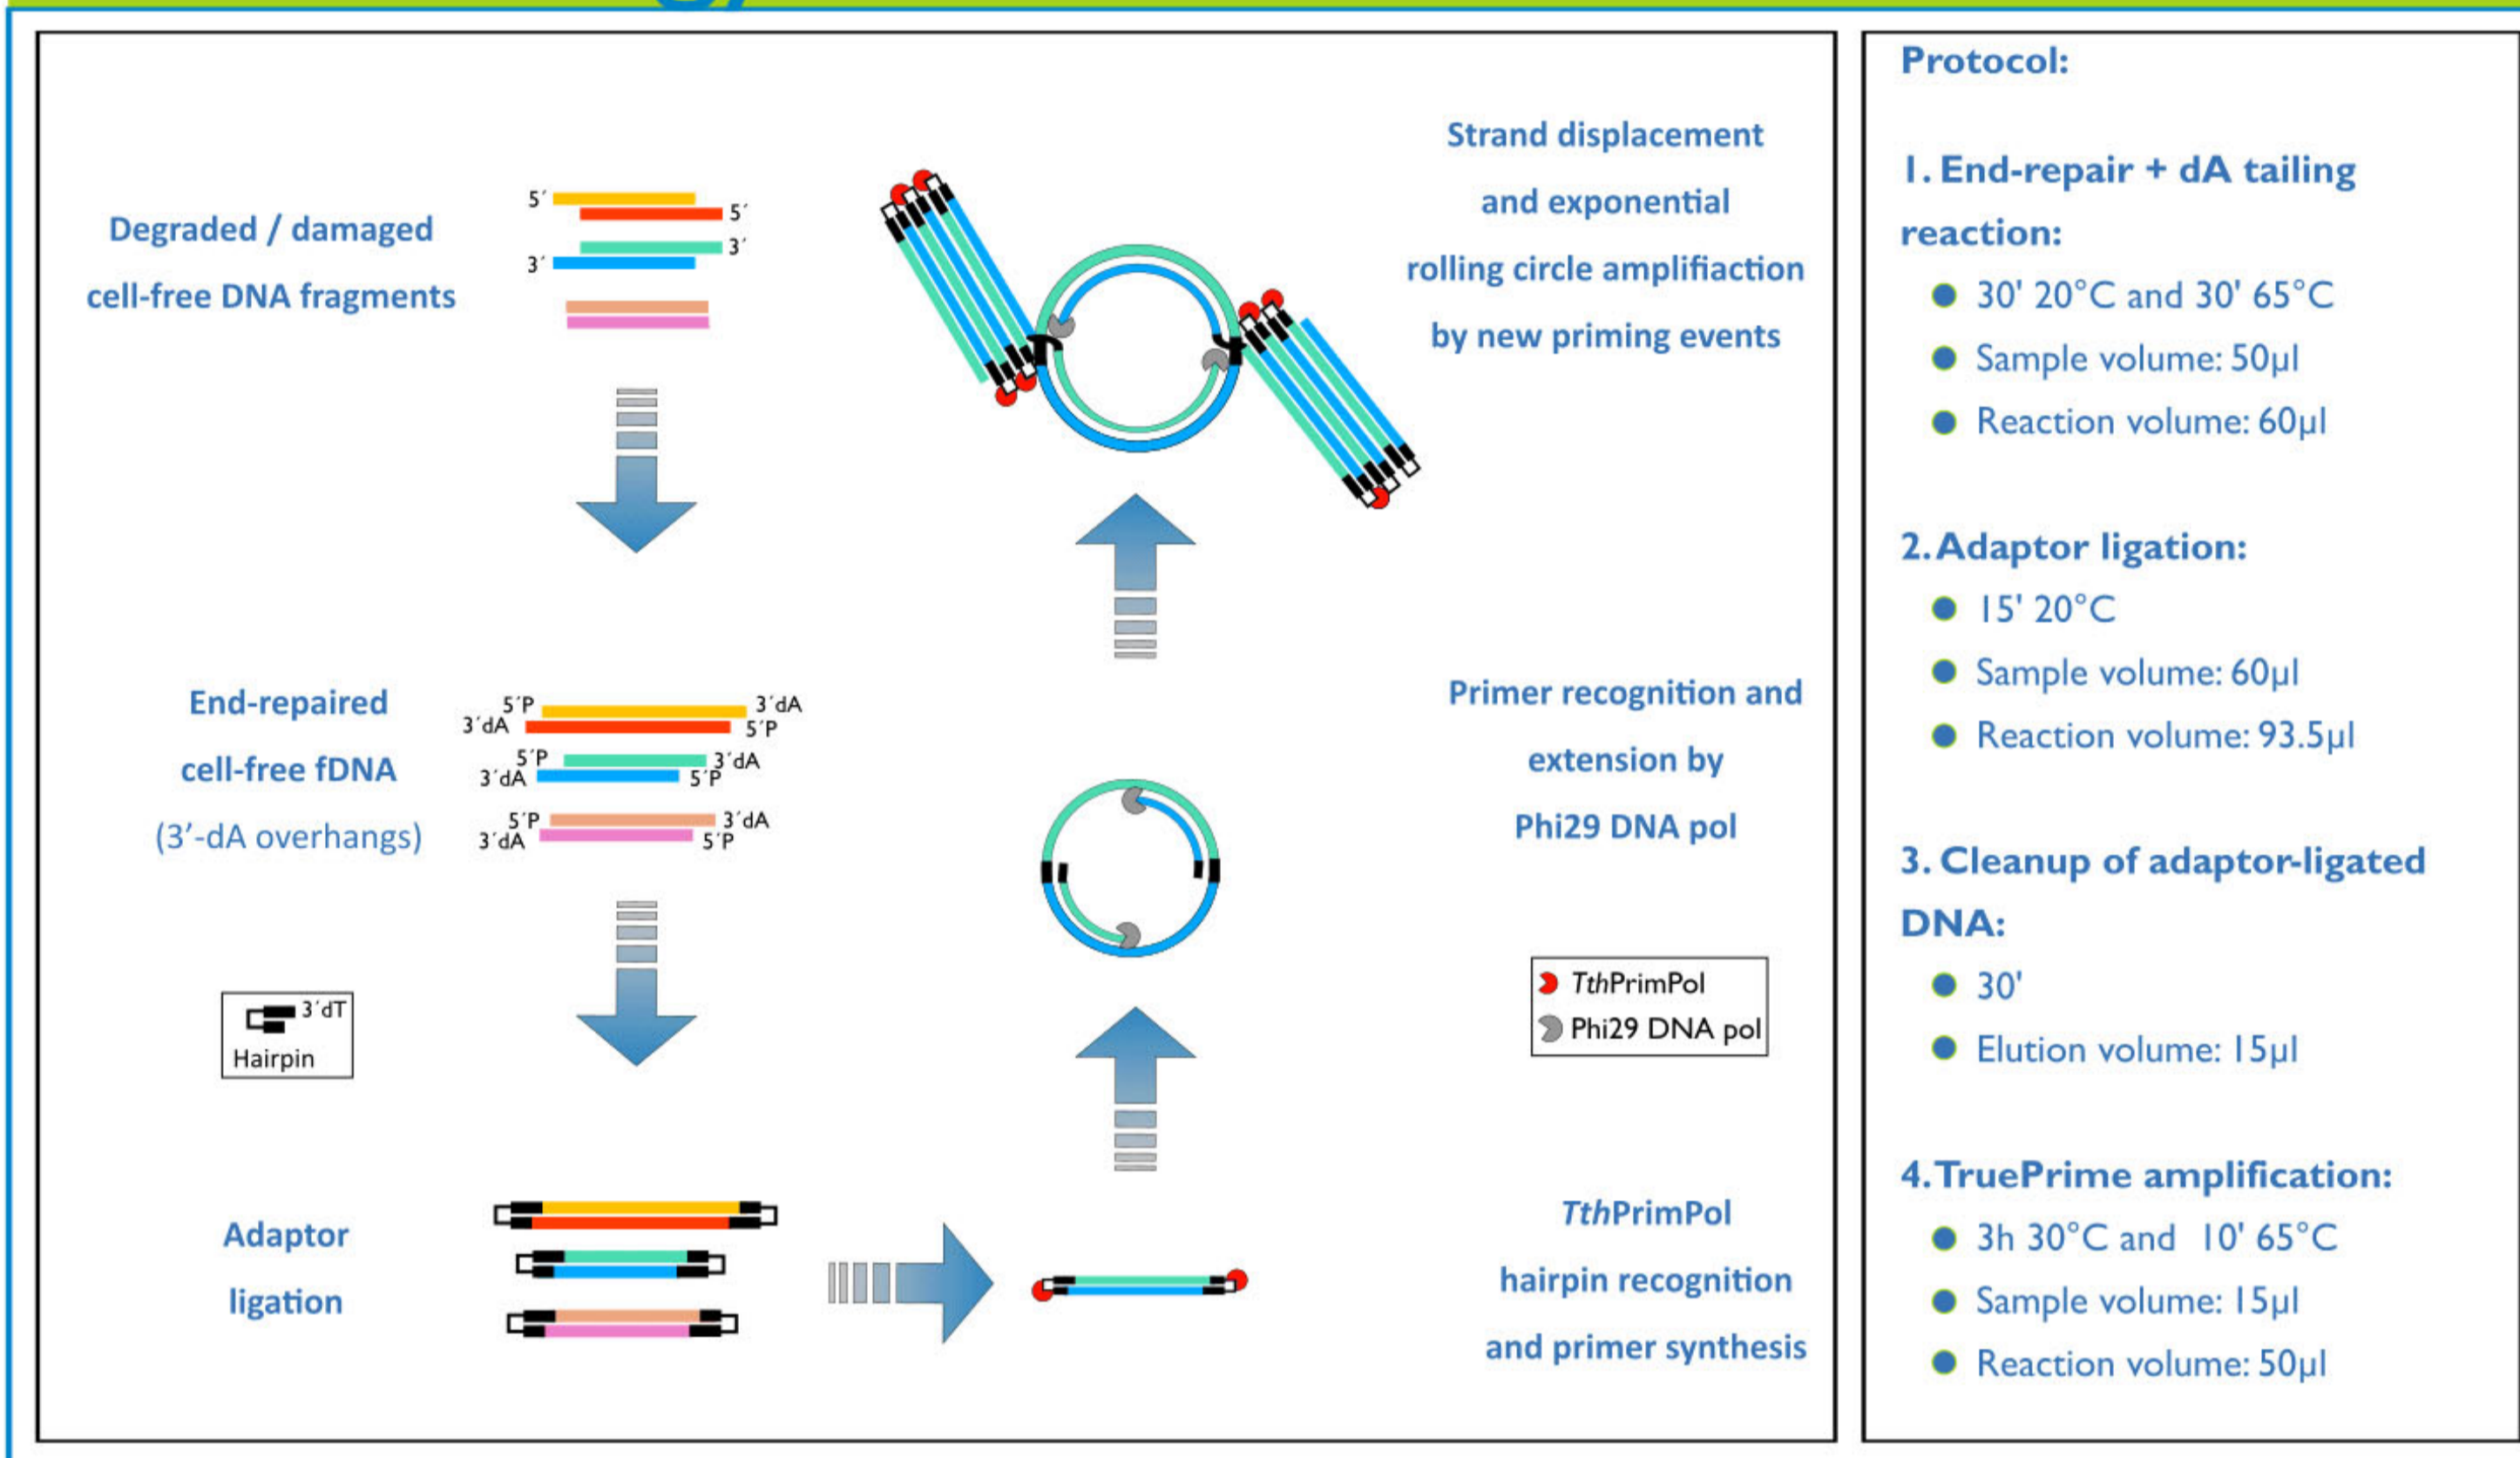 Degraded / damaged
cell-free DNA fragments
5´
5´
3´
3´
End-repaired
cell-free fDNA
(3’-dA overhangs)
5´P
3´dA
3´dA
5´P
5´P
3´dA
3´dA
5´P
5´P
3´dA
3´dA
5´P
3´dT
Hairpin
Adaptor
ligation
TthPrimPol
hairpin recognition
and primer synthesis
TthPrimPol
Phi29 DNA pol
Primer recognition and
extension by
Phi29 DNA pol
Strand displacement
and exponential
rolling circle amplifiaction
by new priming events
Protocol:
1. End-repair + dA tailing
reaction:
30' 20°C and 30' 65°C
Sample volume: 50µl
Reaction volume: 60µl
2. Adaptor ligation:
15' 20°C
Sample volume: 60µl
Reaction volume: 93.5µl
3. Cleanup of adaptor-ligated
DNA:
30'
Elution volume: 15µl
4. TruePrime amplification:
3h 30°C and 10' 65°C
Sample volume: 15µl
Reaction volume: 50µl